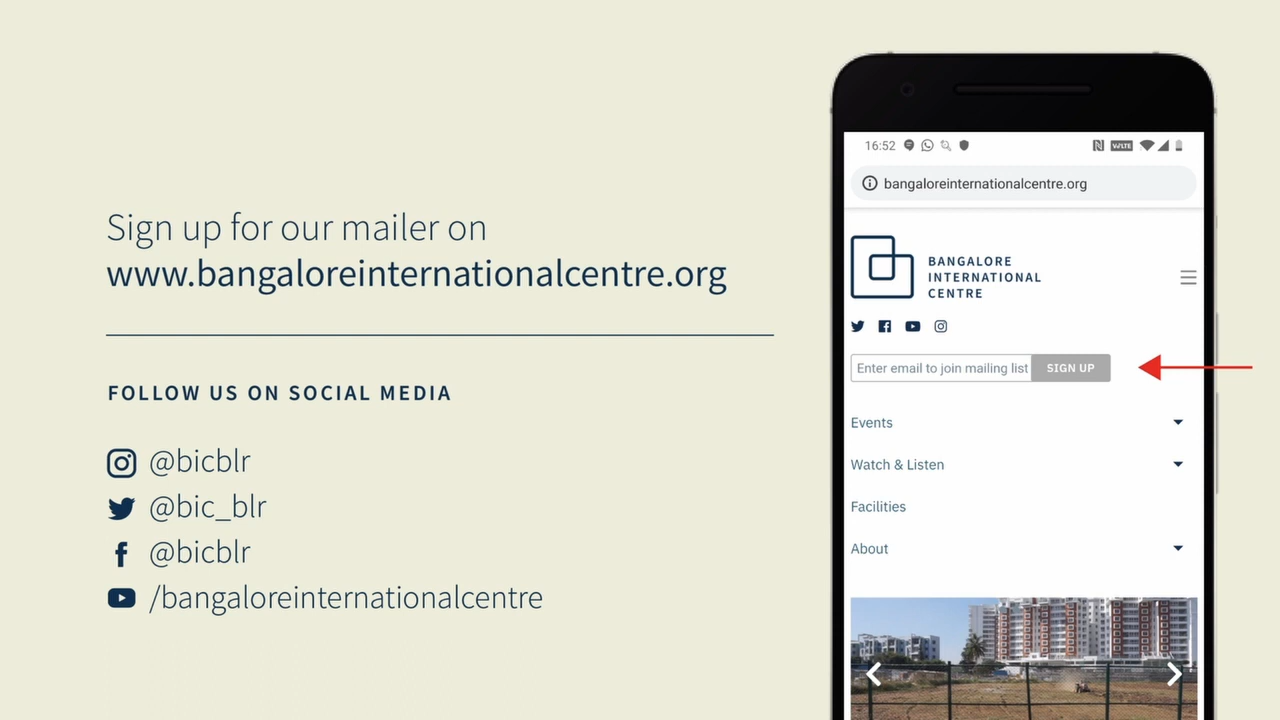 Sign up for our mailer on
www.bangaloreinternationalcentre.org
FOLLOW US ON SOCIAL MEDIA
@bicblr
@bic_blr
@bicblr
/bangaloreinternationalcentre
16:52
VoLTE
bangaloreinternationalcentre.org
BANGALORE
INTERNATIONAL
CENTRE
Enter email to join mailing list SIGN UP
Events
Watch & Listen
Facilities
About